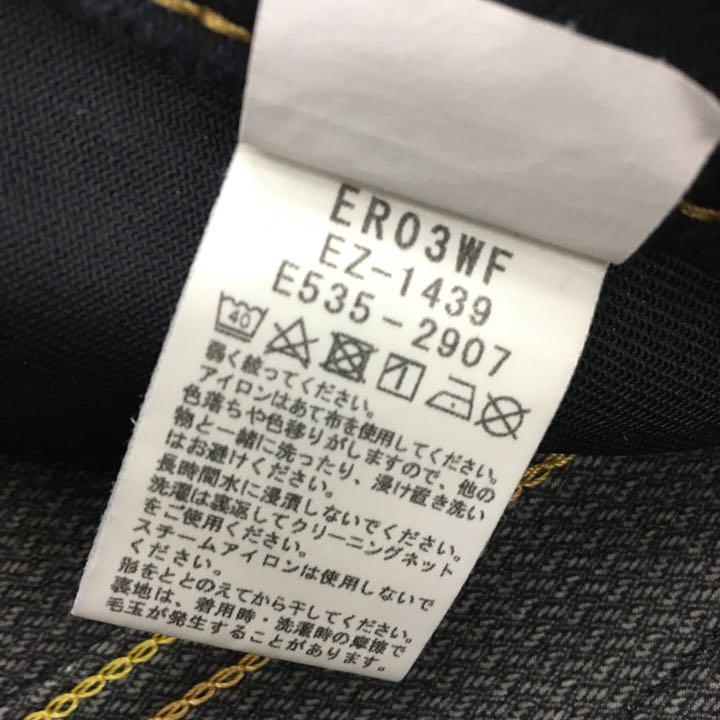 ER03WF
EZ-1439
E535-2907
40
弱く絞ってください。
アイロンはあて布を使用してください。
色落ちや色移りがしますので、他の
物と一緒に洗ったり、浸け置き洗い
はお避けください。
長時間水に浸漬しないでください。
洗濯は裏返してクリーニングネット
をご使用ください。
スチームアイロンは使用しないで
ください。
形をととのえてから干してください。
裏地は、着用時・洗濯時の摩擦で
毛玉が発生することがあります。